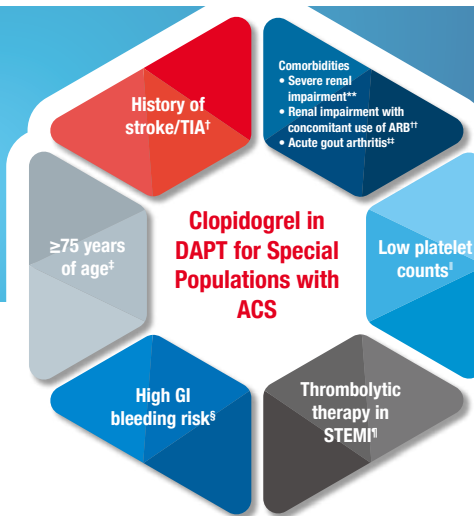 History of
stroke/TIA†
Comorbidities
• Severe renal
impairment**
• Renal impairment with
concomitant use of ARB††
• Acute gout arthritis‡‡
≥75 years
of age‡
Clopidogrel in
DAPT for Special
Populations with
ACS
Low platelet
counts‖
High GI
bleeding risk§
Thrombolytic
therapy in
STEMI¶